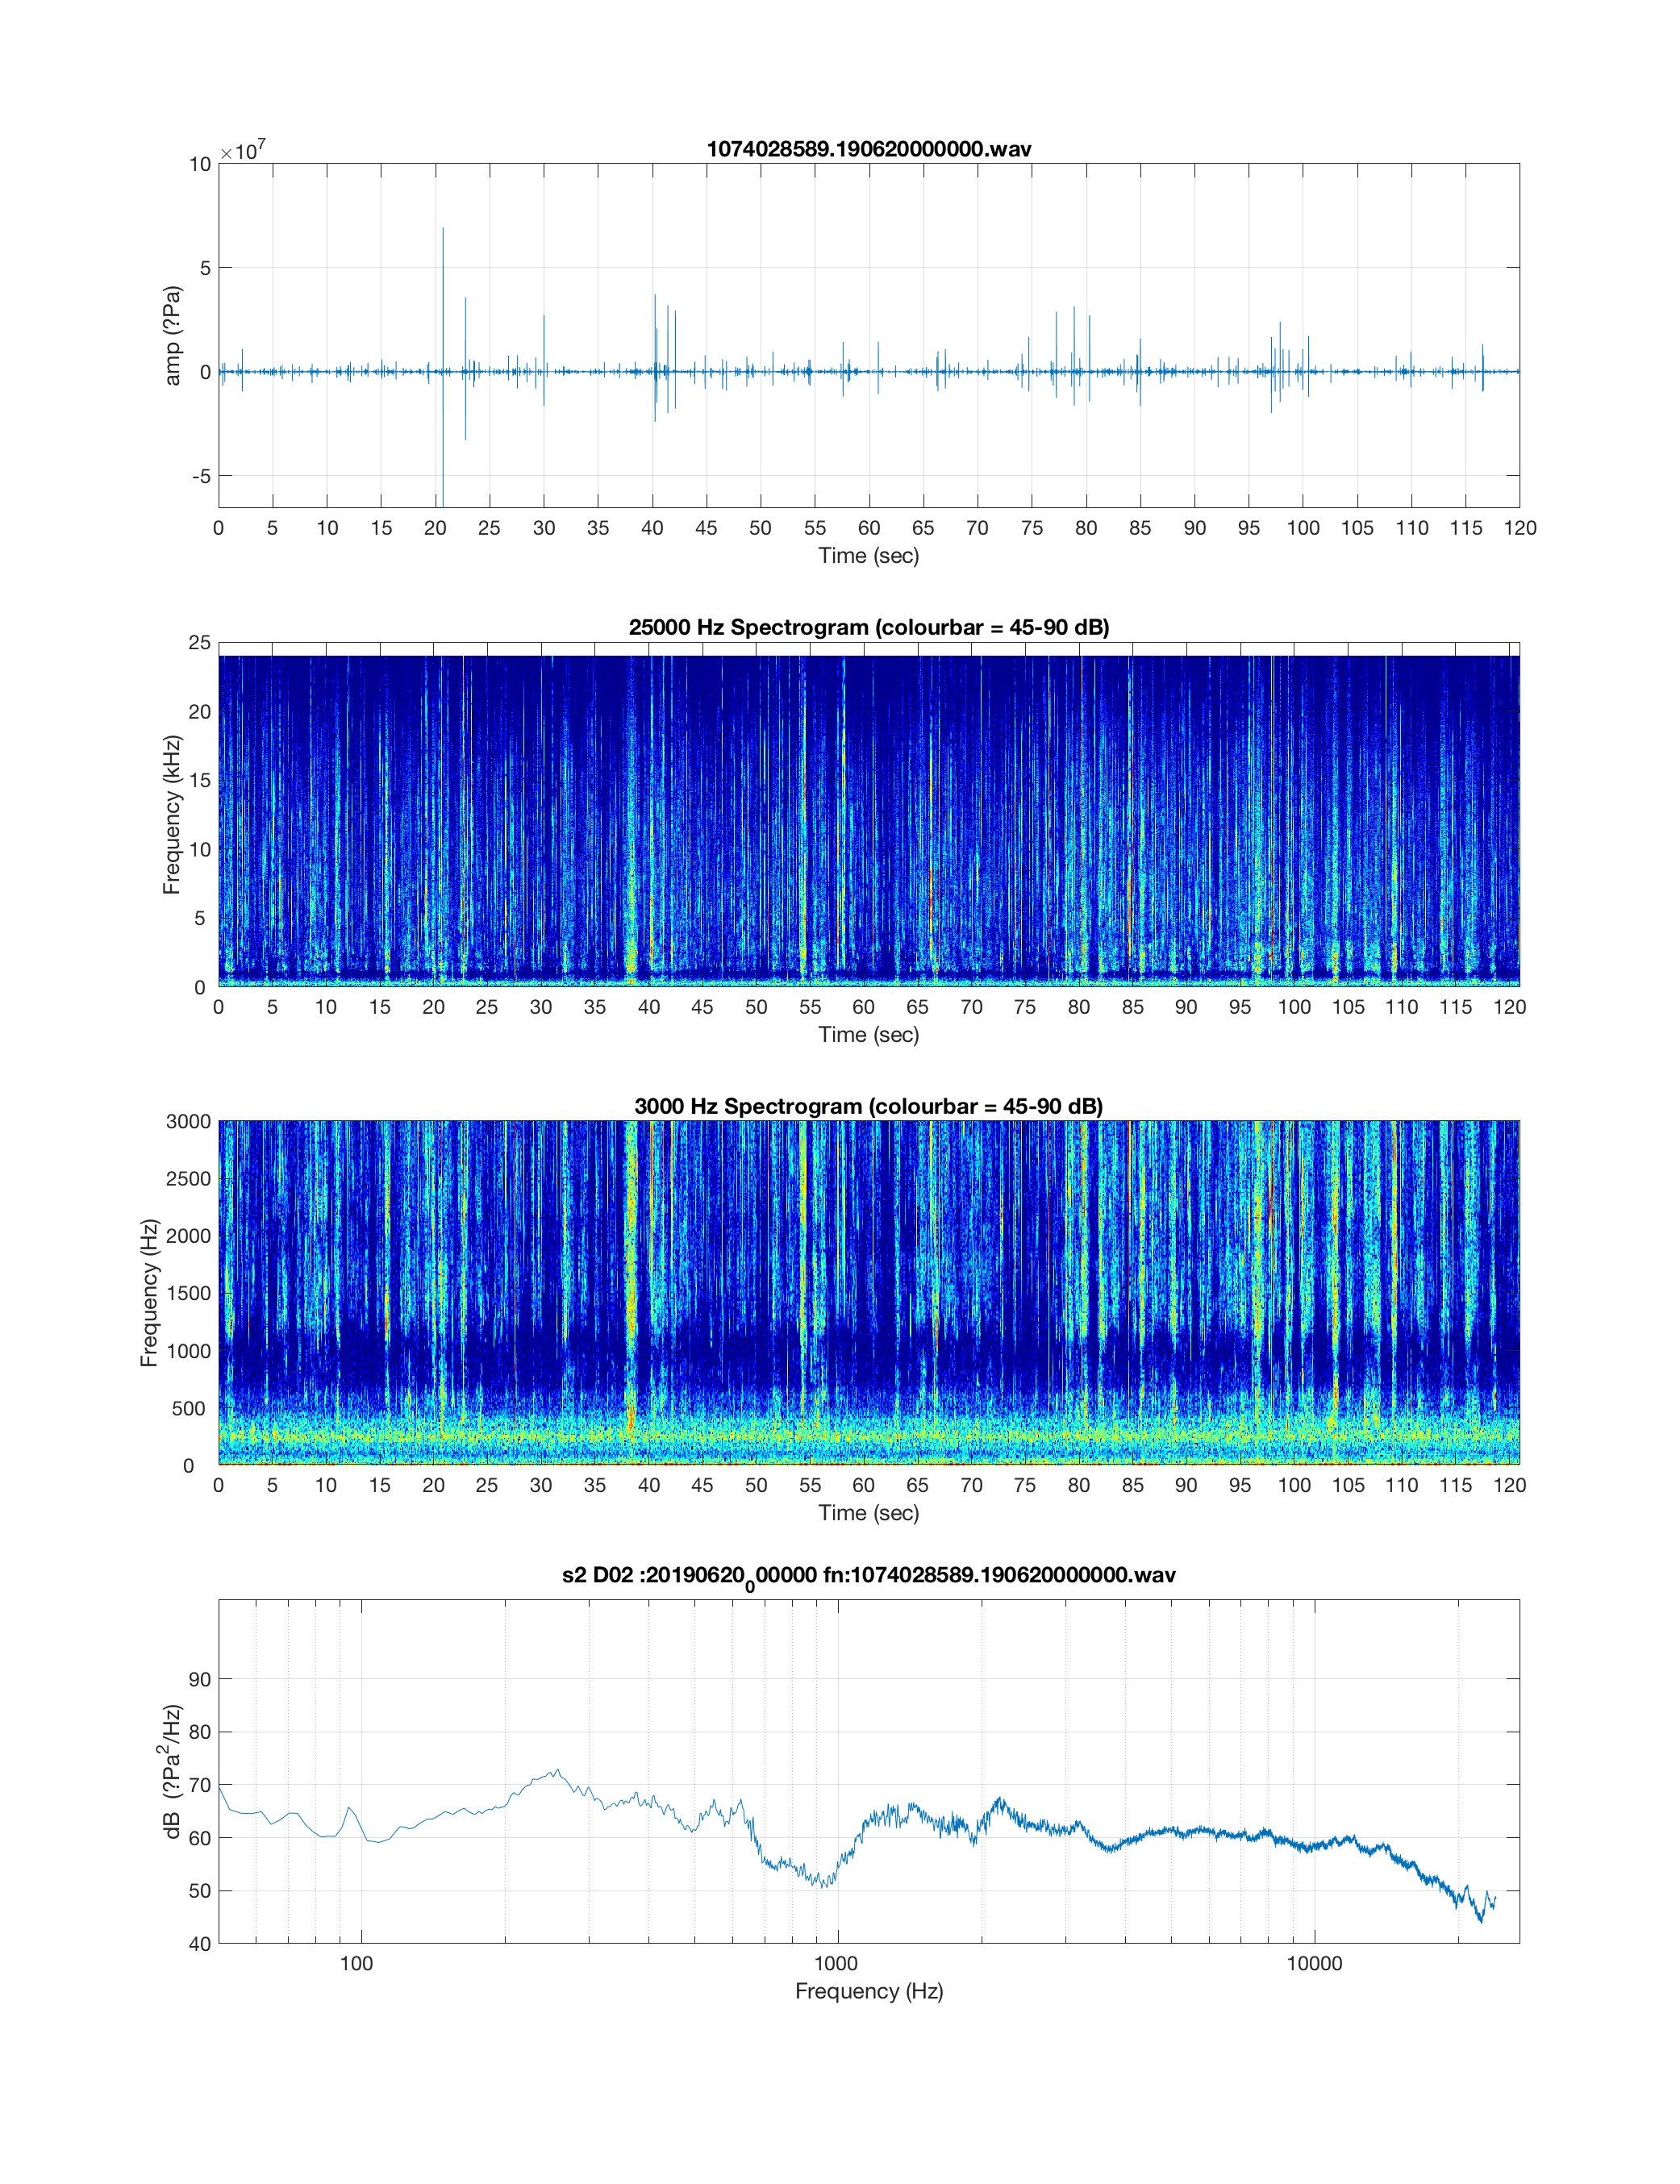 1074028589.190620000000.wav
×10^7
10
5
0
-5
amp (?Pa)
0 5 10 15 20 25 30 35 40 45 50 55 60 65 70 75 80 85 90 95 100 105 110 115 120
Time (sec)
25000 Hz Spectrogram (colourbar = 45-90 dB)
25
20
15
10
5
0
Frequency (kHz)
0 5 10 15 20 25 30 35 40 45 50 55 60 65 70 75 80 85 90 95 100 105 110 115 120
Time (sec)
3000 Hz Spectrogram (colourbar = 45-90 dB)
3000
2500
2000
1500
1000
500
0
Frequency (Hz)
0 5 10 15 20 25 30 35 40 45 50 55 60 65 70 75 80 85 90 95 100 105 110 115 120
Time (sec)
s2 D02 :20190620_000000 fn:1074028589.190620000000.wav
90
80
70
60
50
40
dB (?Pa^2/Hz)
100 1000 10000
Frequency (Hz)